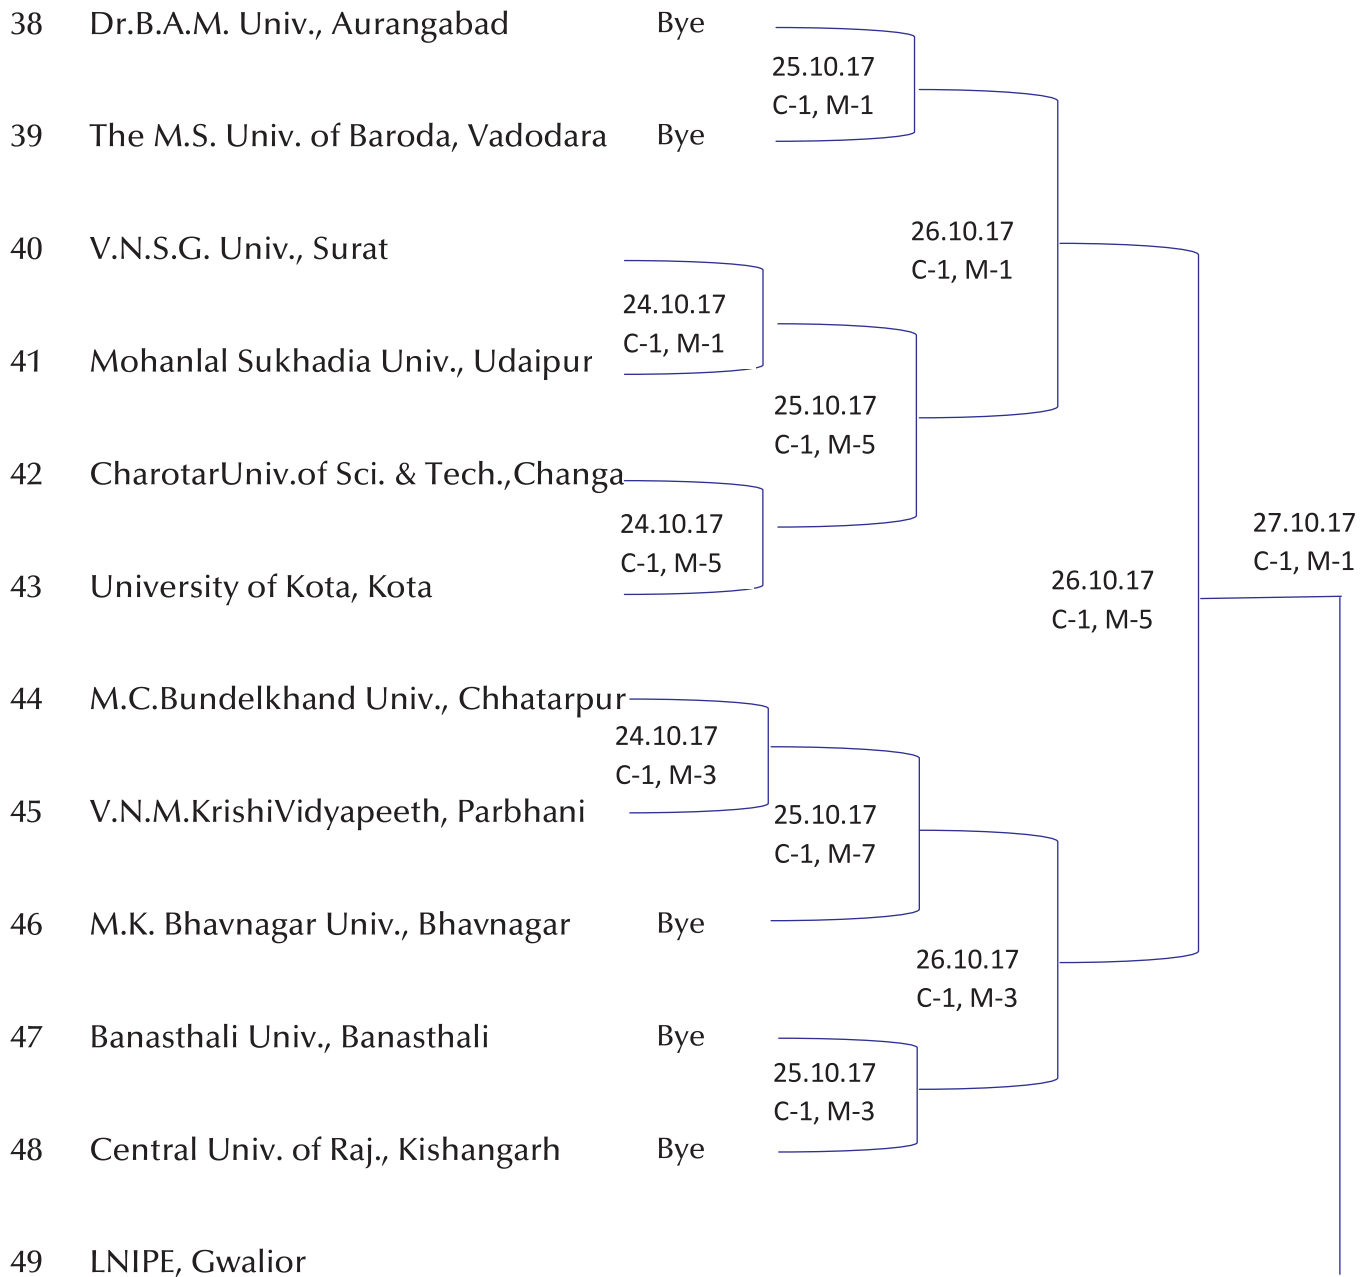 38 Dr.B.A.M. Univ., Aurangabad Bye
25.10.17
C-1, M-1
39 The M.S. Univ. of Baroda, Vadodara Bye
26.10.17
C-1, M-1
40 V.N.S.G. Univ., Surat
24.10.17
C-1, M-1
41 Mohanlal Sukhadia Univ., Udaipur
25.10.17
C-1, M-5
42 CharotarUniv.of Sci. & Tech.,Changa
24.10.17
C-1, M-5
27.10.17
C-1, M-1
43 University of Kota, Kota
26.10.17
C-1, M-5
44 M.C.Bundelkhand Univ., Chhatarpur
24.10.17
C-1, M-3
45 V.N.M.KrishiVidyapeeth, Parbhani
25.10.17
C-1, M-7
46 M.K. Bhavnagar Univ., Bhavnagar Bye
26.10.17
C-1, M-3
47 Banasthali Univ., Banasthali Bye
25.10.17
C-1, M-3
48 Central Univ. of Raj., Kishangarh Bye
49 LNIPE, Gwalior